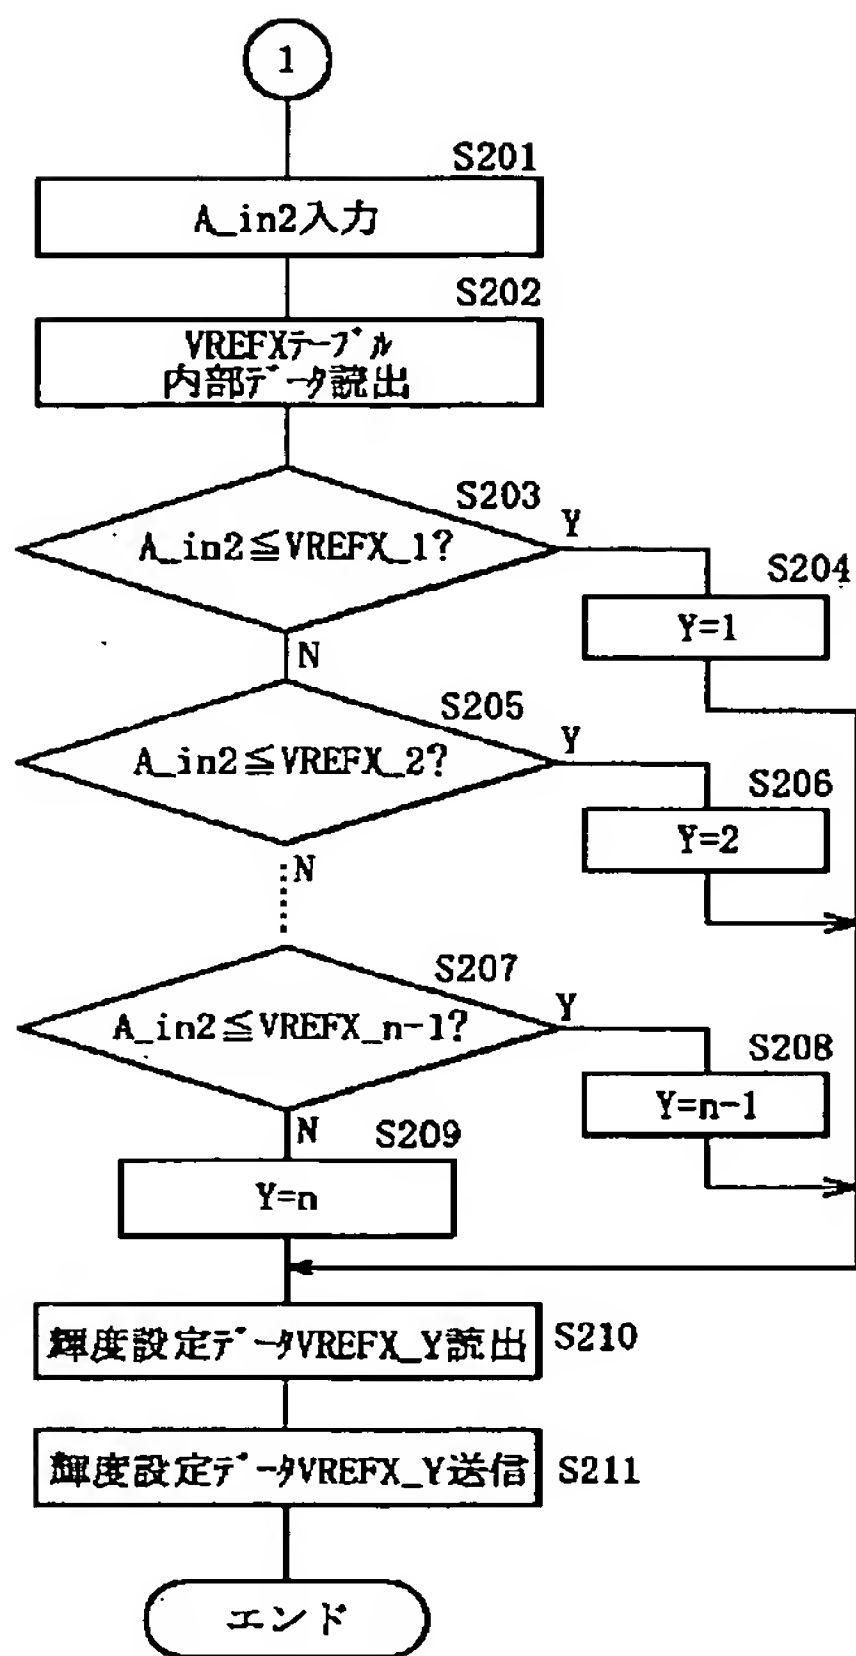 1
S201
A_in2入力
S202
VREFXテーブル
内部データ読出
S203
A_in2≦VREFX_1?
Y
S204
Y=1
N
S205
A_in2≦VREFX_2?
Y
S206
Y=2
N
S207
A_in2≦VREFX_n-1?
Y
S208
Y=n-1
N
S209
Y=n
輝度設定データVREFX_Y読出
S210
輝度設定データVREFX_Y送信
S211
エンド